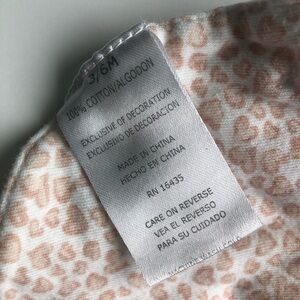 3/6M
100% COTTON/ALGODON
EXCLUSIVE OF DECORATION
EXCLUSIVO DE DECORACION
MADE IN CHINA
HECHO EN CHINA
RN 16435
CARE ON REVERSE
VEA EL REVERSO
PARA SU CUIDADO